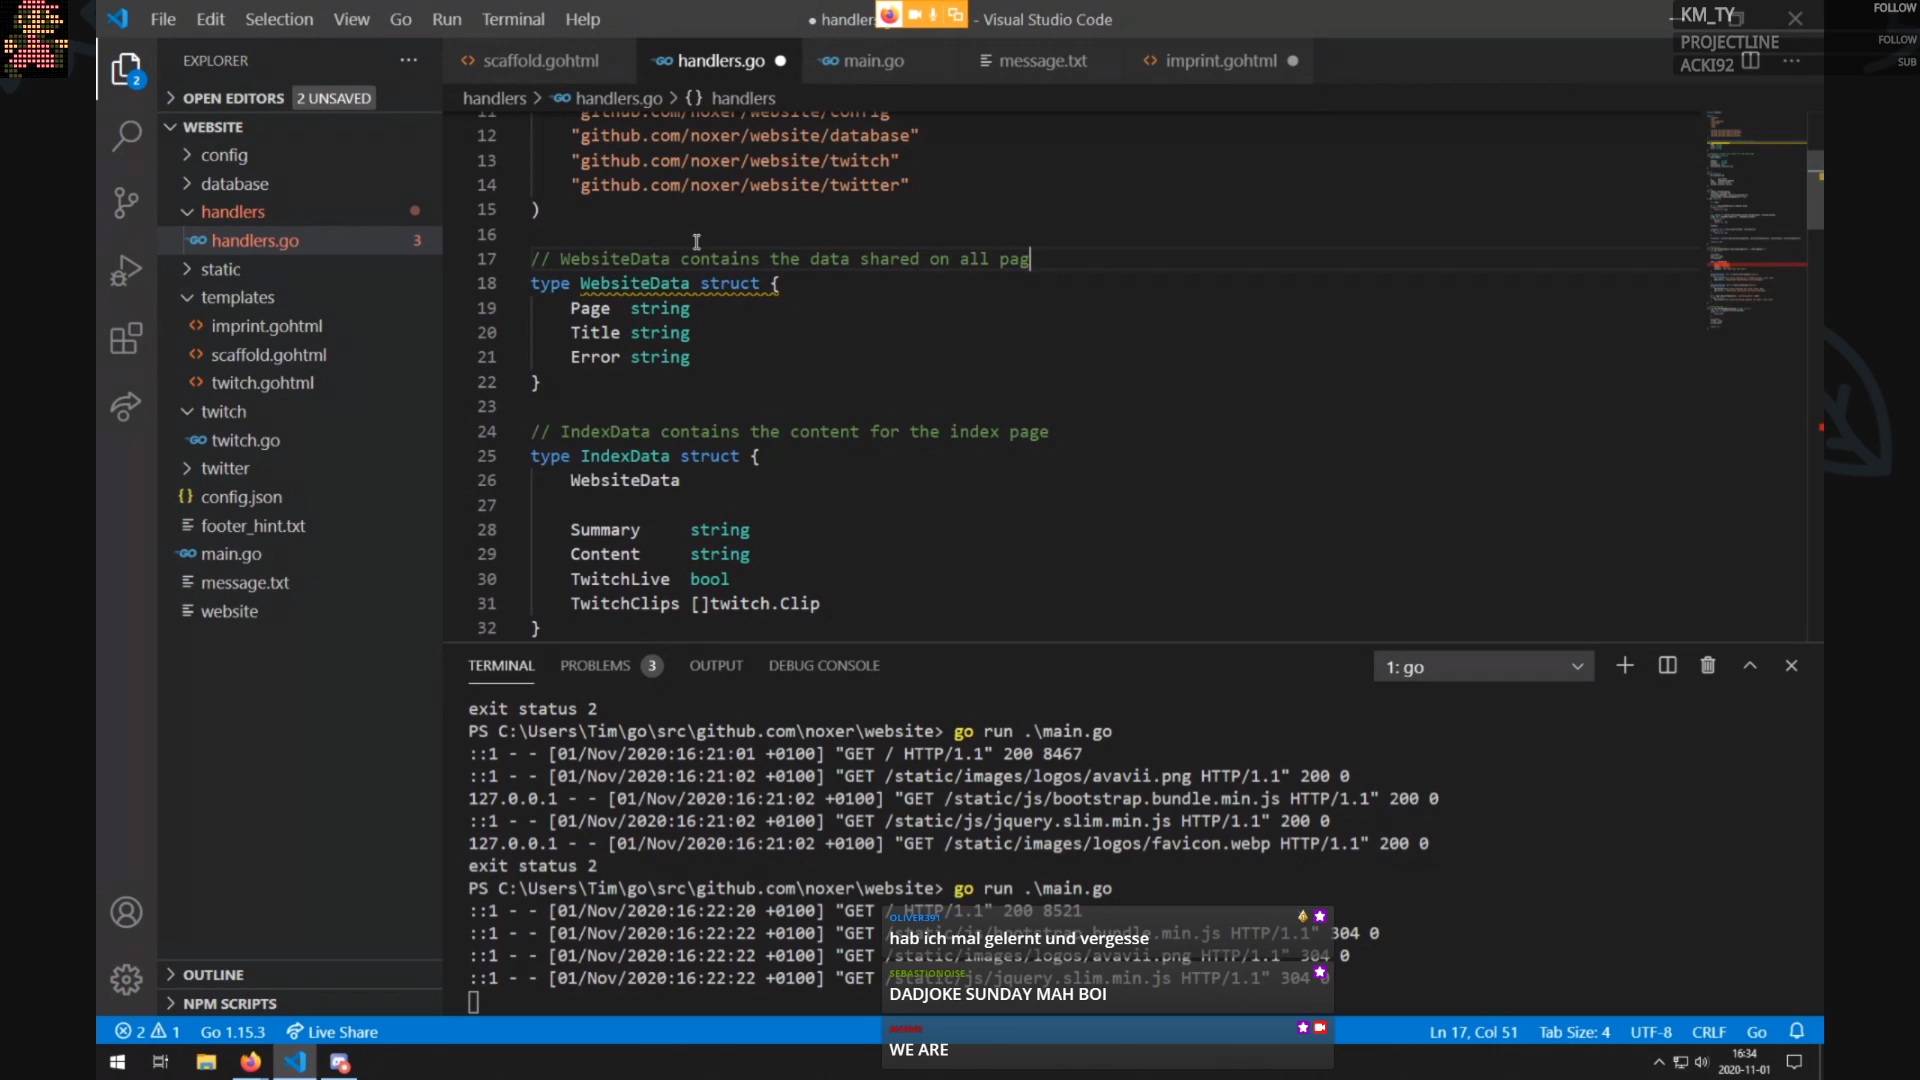 File Edit Selection View Go Run Terminal Help
● handler
- Visual Studio Code
KM_TY
FOLLOW
PROJECTLINE
FOLLOW
ACKI92
SUB
EXPLORER
OPEN EDITORS 2 UNSAVED
WEBSITE
config
database
handlers
handlers.go 3
static
templates
imprint.gohtml
scaffold.gohtml
twitch.gohtml
twitch
twitch.go
twitter
config.json
footer_hint.txt
main.go
message.txt
website
OUTLINE
NPM SCRIPTS
2
scaffold.gohtml handlers.go ● main.go message.txt imprint.gohtml ●
handlers > handlers.go > {} handlers
11 "github.com/noxer/website/config"
12 "github.com/noxer/website/database"
13 "github.com/noxer/website/twitch"
14 "github.com/noxer/website/twitter"
15 )
16
17 // WebsiteData contains the data shared on all pag
18 type WebsiteData struct {
19 Page string
20 Title string
21 Error string
22 }
23
24 // IndexData contains the content for the index page
25 type IndexData struct {
26 WebsiteData
27
28 Summary string
29 Content string
30 TwitchLive bool
31 TwitchClips []twitch.Clip
32 }
TERMINAL PROBLEMS 3 OUTPUT DEBUG CONSOLE
1: go
exit status 2
PS C:\Users\Tim\go\src\github.com\noxer\website> go run .\main.go
::1 - - [01/Nov/2020:16:21:01 +0100] "GET / HTTP/1.1" 200 8467
::1 - - [01/Nov/2020:16:21:02 +0100] "GET /static/images/logos/avavii.png HTTP/1.1" 200 0
127.0.0.1 - - [01/Nov/2020:16:21:02 +0100] "GET /static/js/bootstrap.bundle.min.js HTTP/1.1" 200 0
::1 - - [01/Nov/2020:16:21:02 +0100] "GET /static/js/jquery.slim.min.js HTTP/1.1" 200 0
127.0.0.1 - - [01/Nov/2020:16:21:02 +0100] "GET /static/images/logos/favicon.webp HTTP/1.1" 200 0
exit status 2
PS C:\Users\Tim\go\src\github.com\noxer\website> go run .\main.go
::1 - - [01/Nov/2020:16:22:20 +0100] "GET / HTTP/1.1" 200 8521
::1 - - [01/Nov/2020:16:22:22 +0100] "GET /static/js/bootstrap.bundle.min.js HTTP/1.1" 304 0
::1 - - [01/Nov/2020:16:22:22 +0100] "GET /static/images/logos/avavii.png HTTP/1.1" 304 0
::1 - - [01/Nov/2020:16:22:22 +0100] "GET /static/js/jquery.slim.min.js HTTP/1.1" 304 0
OLIVER391
hab ich mal gelernt und vergesse
SEBASTIONOISE
DADJOKE SUNDAY MAH BOI
WE ARE
2 1 Go 1.15.3 Live Share
Ln 17, Col 51 Tab Size: 4 UTF-8 CRLF Go
16:34
2020-11-01